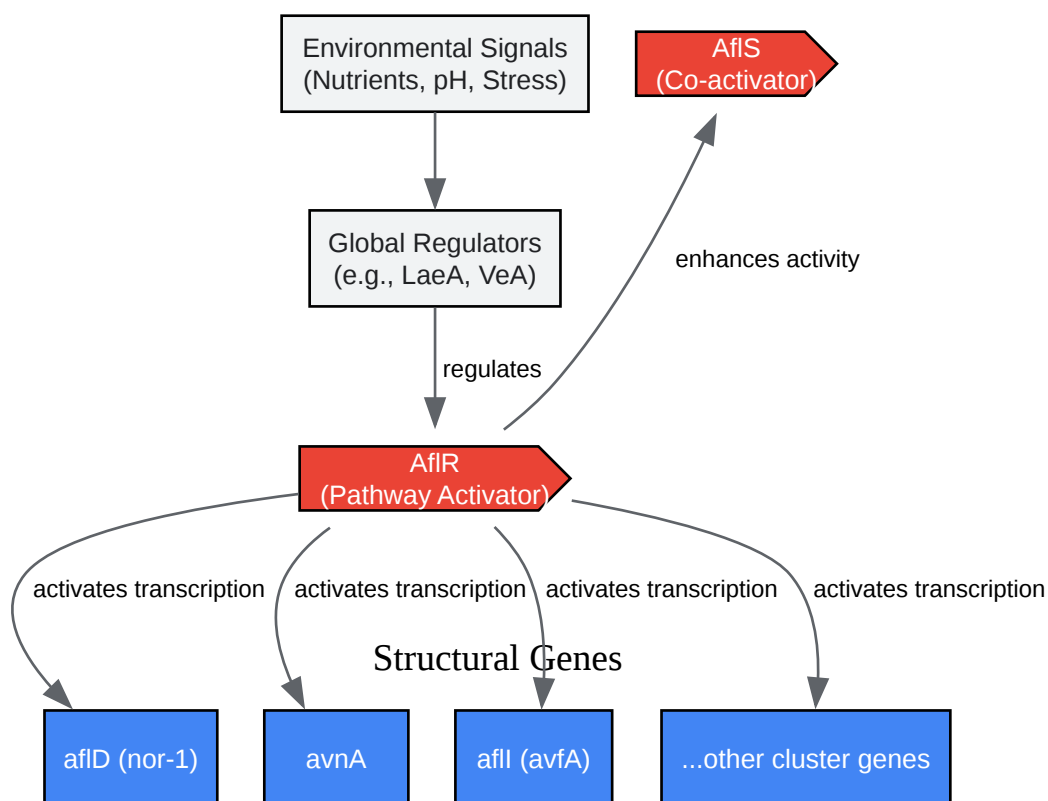 Environmental Signals
(Nutrients, pH, Stress)
AflS
(Co-activator)
Global Regulators
(e.g., LaeA, VeA)
enhances activity
regulates
AflR
(Pathway Activator)
activates transcription
activates transcription
activates transcription
activates transcription
Structural Genes
aflD (nor-1)
avnA
aflI (avfA)
...other cluster genes